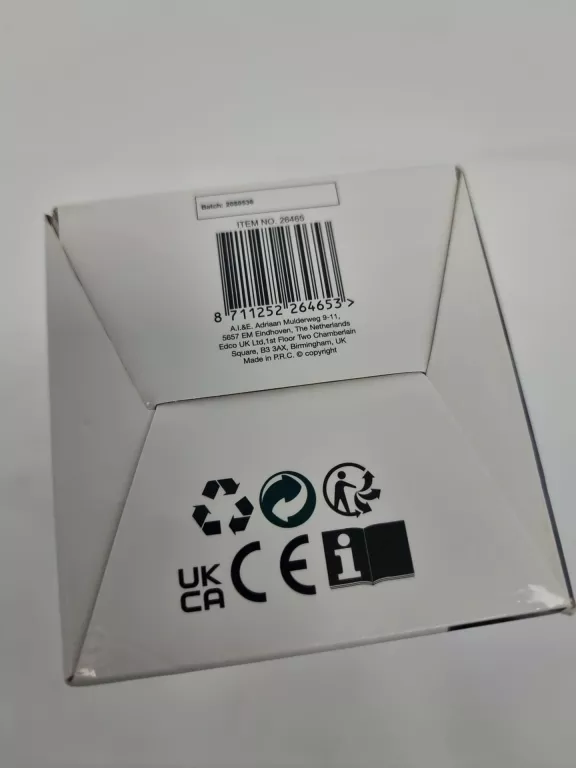 Batch:
ITEM NO. 26465
8 711252 264653 >
A.I.&E. Adriaan Mulderweg 9-11,
5657 EM Eindhoven, The Netherlands
Edco UK Ltd,1st Floor Two Chamberlain
Square, B3 3AX, Birmingham, UK
Made in P.R.C. © copyright
UK
CA
CE
i